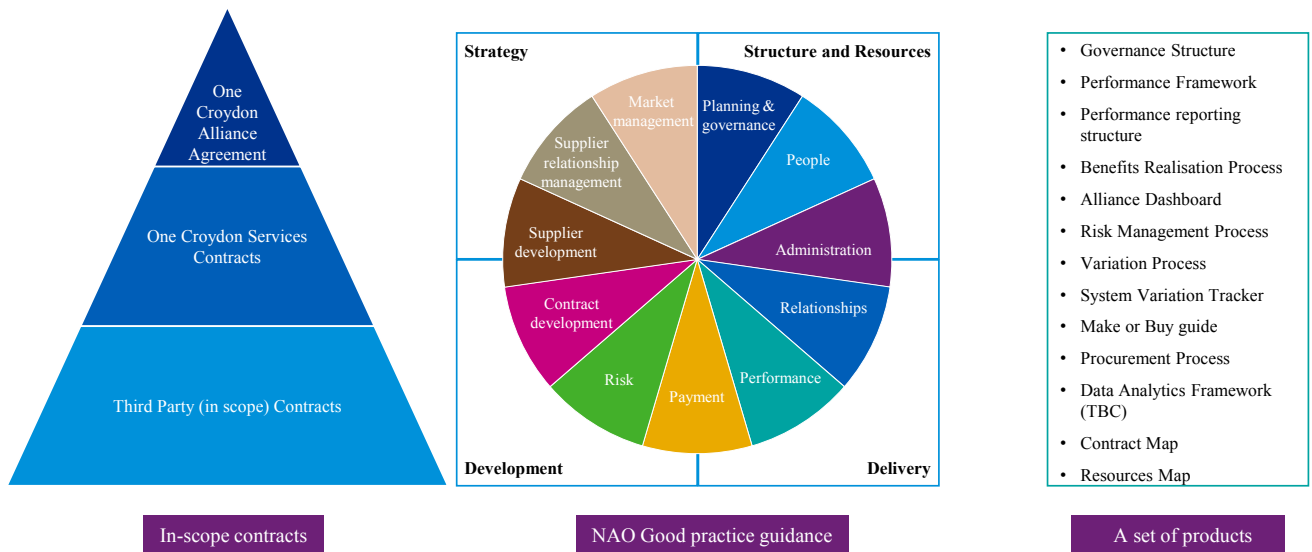 One
Croydon
Alliance
Agreement
One Croydon Services
Contracts
Third Party (in scope) Contracts
In-scope contracts
Strategy
Structure and Resources
Market
management
Planning &
governance
Supplier
relationship
management
People
Supplier
development
Administration
Contract
development
Relationships
Risk
Payment
Performance
Development
Delivery
NAO Good practice guidance
• Governance Structure
• Performance Framework
• Performance reporting
structure
• Benefits Realisation Process
• Alliance Dashboard
• Risk Management Process
• Variation Process
• System Variation Tracker
• Make or Buy guide
• Procurement Process
• Data Analytics Framework
(TBC)
• Contract Map
• Resources Map
A set of products